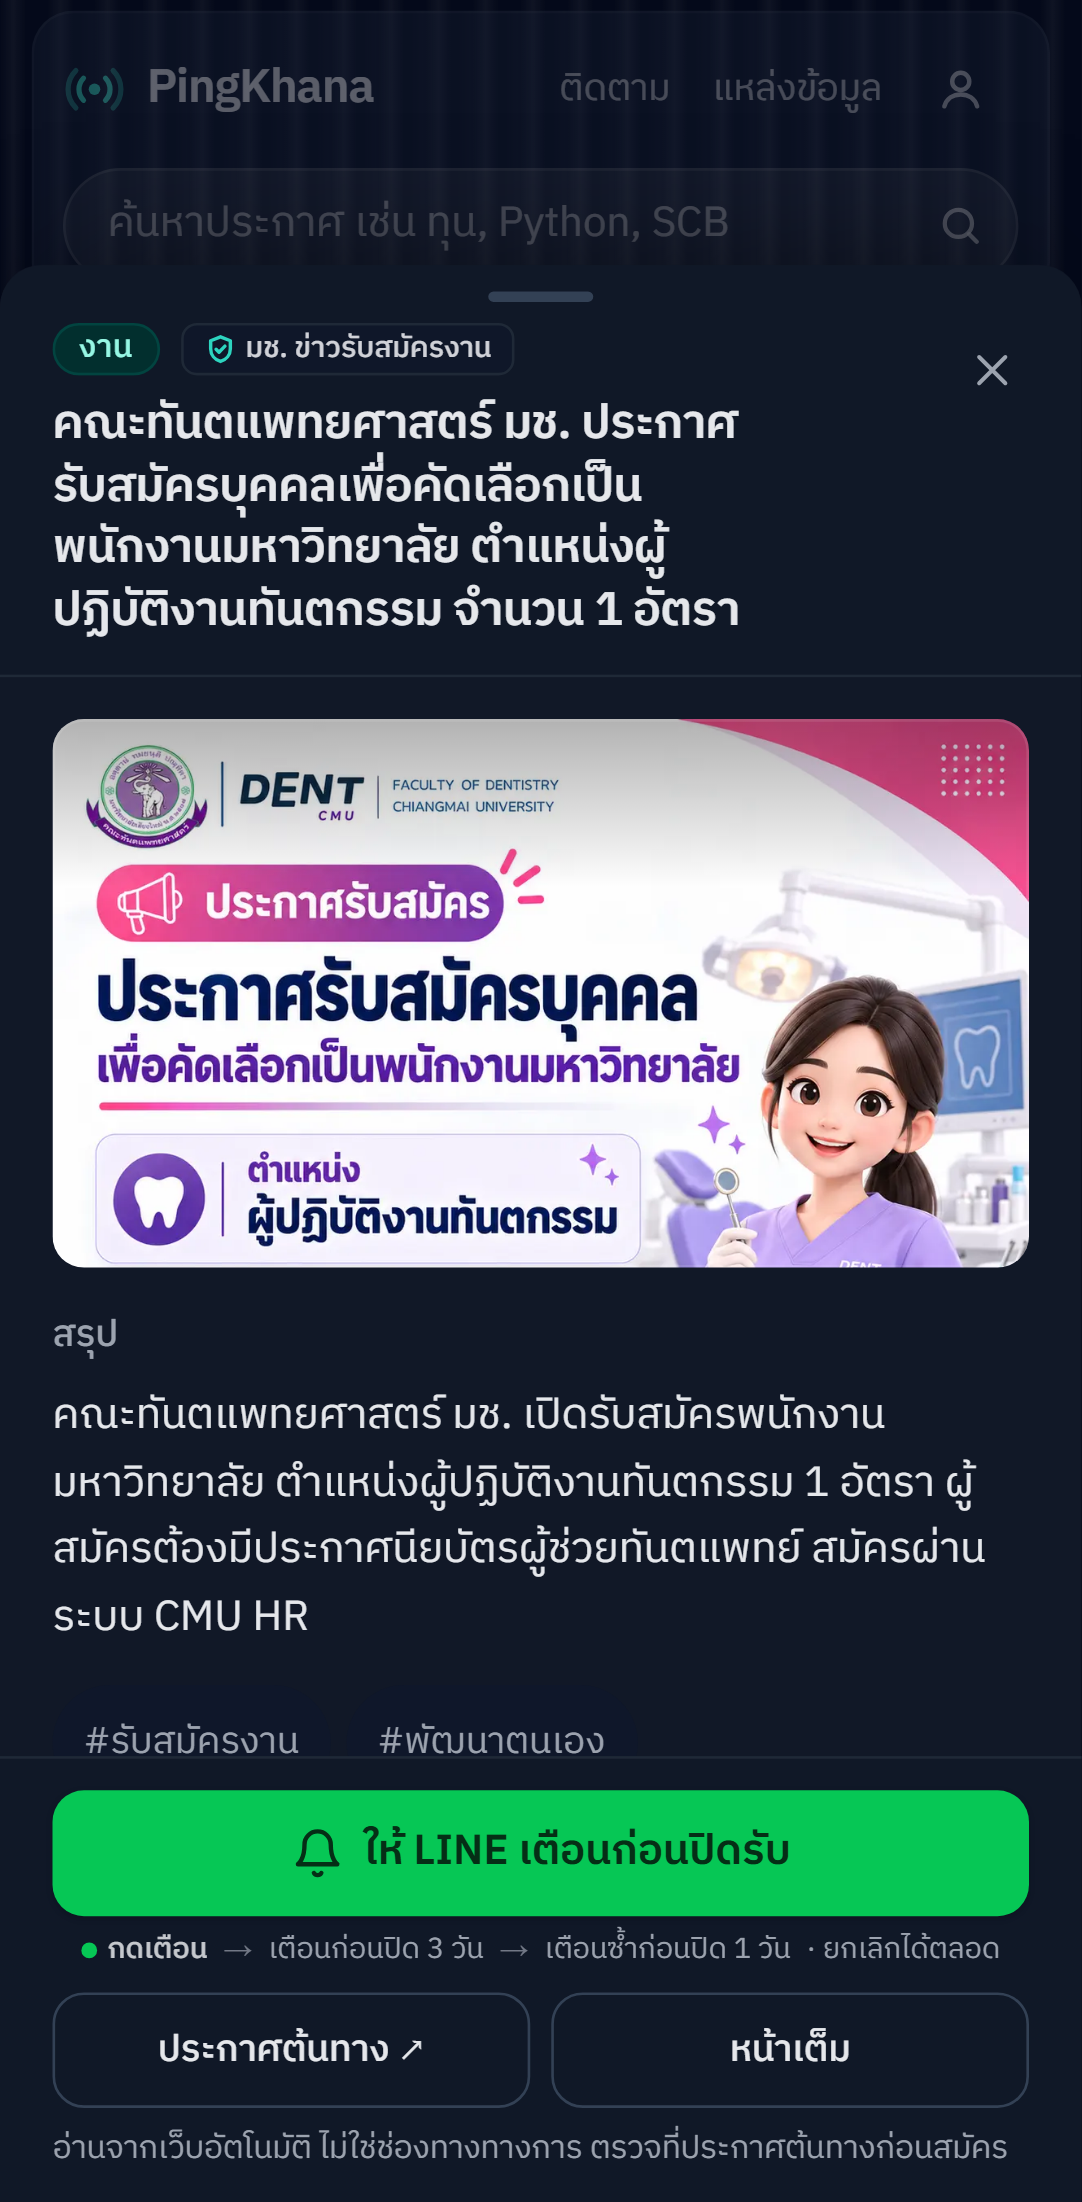 PingKhana
ติดตาม แหล่งข้อมูล
ค้นหาประกาศ เช่น ทุน, Python, SCB
งาน
มช. ข่าวรับสมัครงาน
คณะทันตแพทยศาสตร์ มช. ประกาศ
รับสมัครบุคคลเพื่อคัดเลือกเป็น
พนักงานมหาวิทยาลัย ตำแหน่งผู้
ปฏิบัติงานทันตกรรม จำนวน 1 อัตรา
DENT
CMU
FACULTY OF DENTISTRY
CHIANGMAI UNIVERSITY
คณะทันตแพทยศาสตร์
ประกาศรับสมัคร
ประกาศรับสมัครบุคคล
เพื่อคัดเลือกเป็นพนักงานมหาวิทยาลัย
ตำแหน่ง
ผู้ปฏิบัติงานทันตกรรม
สรุป
คณะทันตแพทยศาสตร์ มช. เปิดรับสมัครพนักงาน
มหาวิทยาลัย ตำแหน่งผู้ปฏิบัติงานทันตกรรม 1 อัตรา ผู้
สมัครต้องมีประกาศนียบัตรผู้ช่วยทันตแพทย์ สมัครผ่าน
ระบบ CMU HR
#รับสมัครงาน #พัฒนาตนเอง
ให้ LINE เตือนก่อนปิดรับ
กดเตือน → เตือนก่อนปิด 3 วัน → เตือนซ้ำก่อนปิด 1 วัน · ยกเลิกได้ตลอด
ประกาศต้นทาง ↗
หน้าเต็ม
อ่านจากเว็บอัตโนมัติ ไม่ใช่ช่องทางทางการ ตรวจที่ประกาศต้นทางก่อนสมัคร